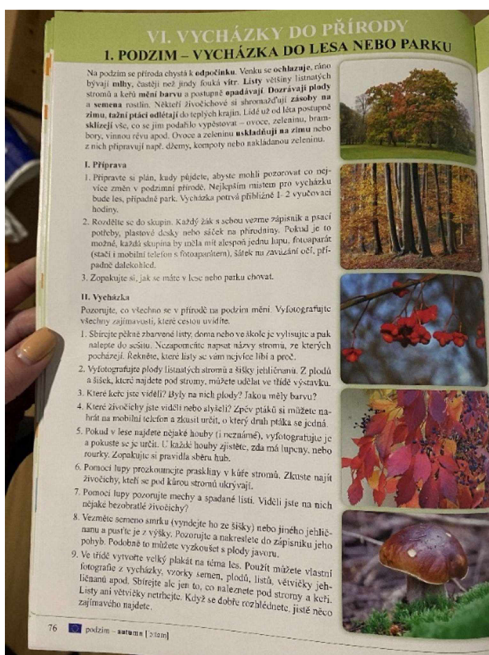 VI. VYCHÁZKY DO PŘÍRODY
1. PODZIM – VYCHÁZKA DO LESA NEBO PARKU
Na podzim se příroda chystá k odpočinku. Venku se ochlazuje, ráno
bývají mlhy, častěji než jindy fouká vítr. Listy většiny listnatých
stromů a keřů mění barvu a postupně opadávají. Dozrávají plody
a semena rostlin. Někteří živočichové si shromažďují zásoby na
zimu, tažní ptáci odlétají do teplých krajin. Lidé už od léta postupně
sklízejí vše, co se jim podařilo vypěstovat – ovoce, zeleninu, bram-
bory, vinnou révu apod. Ovoce a zeleninu uskladňují na zimu nebo
z nich připravují např. džemy, kompoty nebo nakládanou zeleninu.
I. Příprava
1. Připravte si plán, kudy půjdete, abyste mohli pozorovat co nej-
více změn v podzimní přírodě. Nejlepším místem pro vycházku
bude les, případně park. Vycházka potrvá přibližně 1–2 vyučovací
hodiny.
2. Rozdělte se do skupin. Každý žák s sebou vezme zápisník a psací
potřeby, plastové desky nebo sáček na přírodniny. Pokud je to
možné, každá skupina by měla mít alespoň jednu lupu, fotoaparát
(stačí i mobilní telefon s fotoaparátem), šátek na zavázání očí, pří-
padně dalekohled.
3. Zopakujte si, jak se máte v lese nebo parku chovat.
II. Vycházka
Pozorujte, co všechno se v přírodě na podzim mění. Vyfotografujte
všechny zajímavosti, které cestou uvidíte.
1. Sbírejte pěkně zbarvené listy, doma nebo ve škole je vylisujte a pak
nalepte do sešitu. Nezapomeňte napsat názvy stromů, ze kterých
pocházejí. Řekněte, které listy se vám nejvíce líbí a proč.
2. Vyfotografujte plody listnatých stromů a šišky jehličnanů. Z plodů
a šišek, které najdete pod stromy, můžete udělat ve třídě výstavku.
3. Které keře jste viděli? Byly na nich plody? Jakou měly barvu?
4. Které živočichy jste viděli nebo slyšeli? Zpěv ptáků si můžete na-
hrát na mobilní telefon a zkusit určit, o který druh ptáka se jedná.
5. Pokud v lese najdete nějaké houby (i neznámé), vyfotografujte je
a pokuste se je určit. U každé houby zjistěte, zda má lupeny, nebo
rourky. Zopakujte si pravidla sběru hub.
6. Pomocí lupy prozkoumejte praskliny v kůře stromů. Zkuste najít
živočichy, kteří se pod kůrou stromů ukrývají.
7. Pomocí lupy pozorujte mechy a spadané listí. Viděli jste na nich
nějaké bezobratlé živočichy?
8. Vezměte semeno smrku (vyndejte ho ze šišky) nebo jiného jehlič-
nanu a pusťte je z výšky. Pozorujte a nakreslete do zápisníku jeho
pohyb. Podobně to můžete vyzkoušet s plody javoru.
9. Ve třídě vytvořte velký plakát na téma les. Použít můžete vlastní
fotografie z vycházky, vzorky semen, plodů, listů, větvičky jeh-
ličnanů apod. Sbírejte ale jen to, co naleznete pod stromy a keři.
Listy ani větvičky netrhejte. Když se dobře rozhlédnete, jistě něco
zajímavého najdete.
76 podzim – autumn [ɔ:təm]